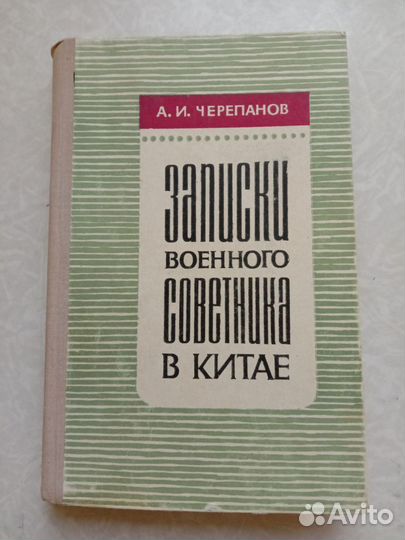 А. И. ЧЕРЕПАНОВ
ЗАПИСКИ
ВОЕННОГО
СОВЕТНИКА
В КИТАЕ
Avito